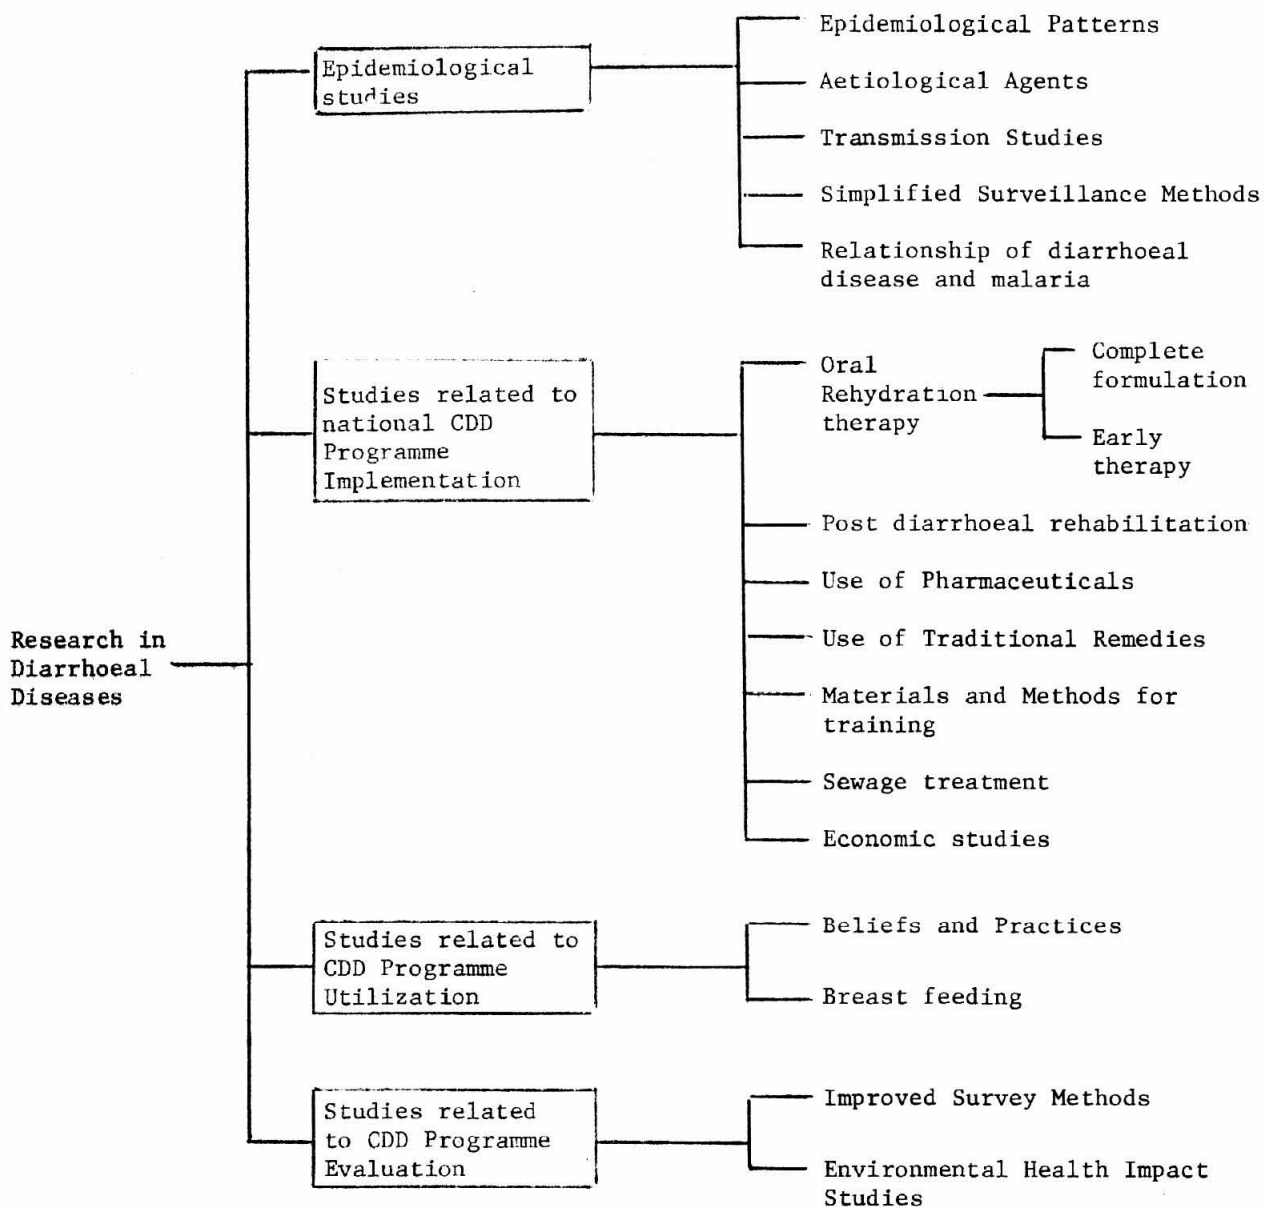 Epidemiological
studies
Epidemiological Patterns
Aetiological Agents
Transmission Studies
Simplified Surveillance Methods
Relationship of diarrhoeal
disease and malaria
Studies related to
national CDD
Programme
Implementation
Oral
Rehydration
therapy
Complete
formulation
Early
therapy
Post diarrhoeal rehabilitation
Use of Pharmaceuticals
Use of Traditional Remedies
Materials and Methods for
training
Sewage treatment
Economic studies
Research in
Diarrhoeal
Diseases
Studies related to
CDD Programme
Utilization
Beliefs and Practices
Breast feeding
Studies related
to CDD Programme
Evaluation
Improved Survey Methods
Environmental Health Impact
Studies